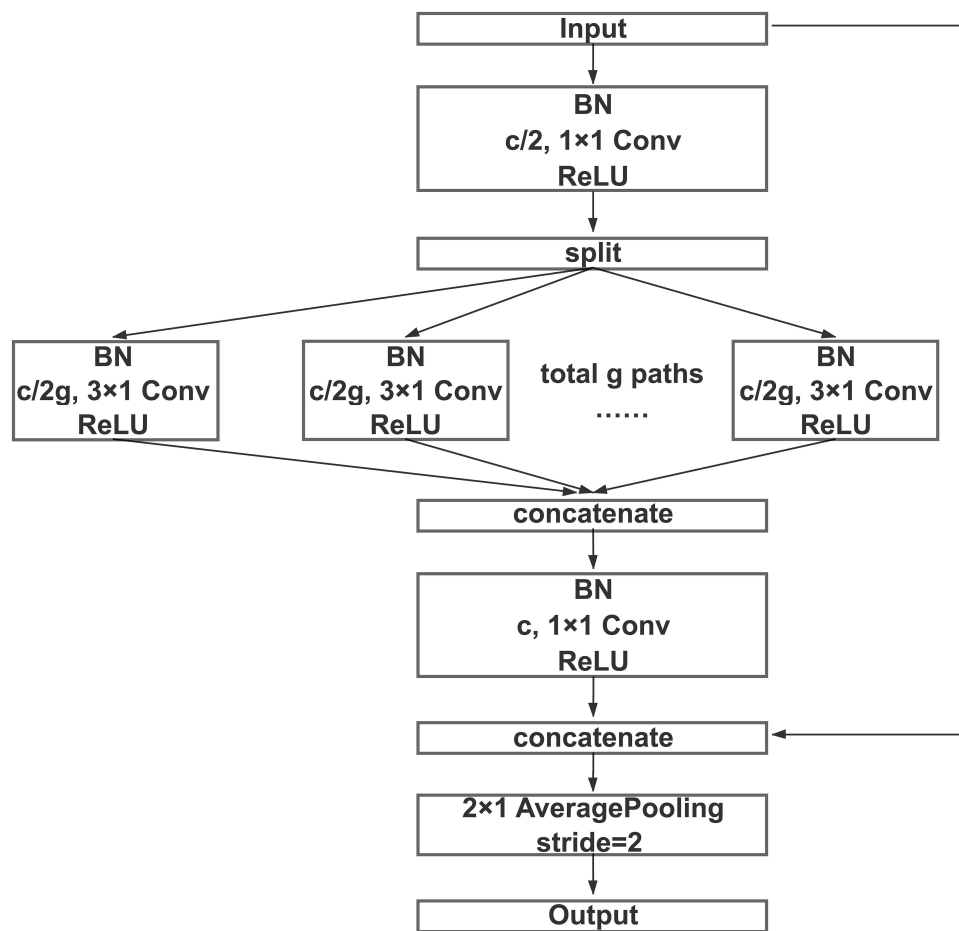 Input
BN
c/2, 1×1 Conv
ReLU
split
BN
c/2g, 3×1 Conv
ReLU
BN
c/2g, 3×1 Conv
ReLU
total g paths
......
BN
c/2g, 3×1 Conv
ReLU
concatenate
BN
c, 1×1 Conv
ReLU
concatenate
2×1 AveragePooling
stride=2
Output